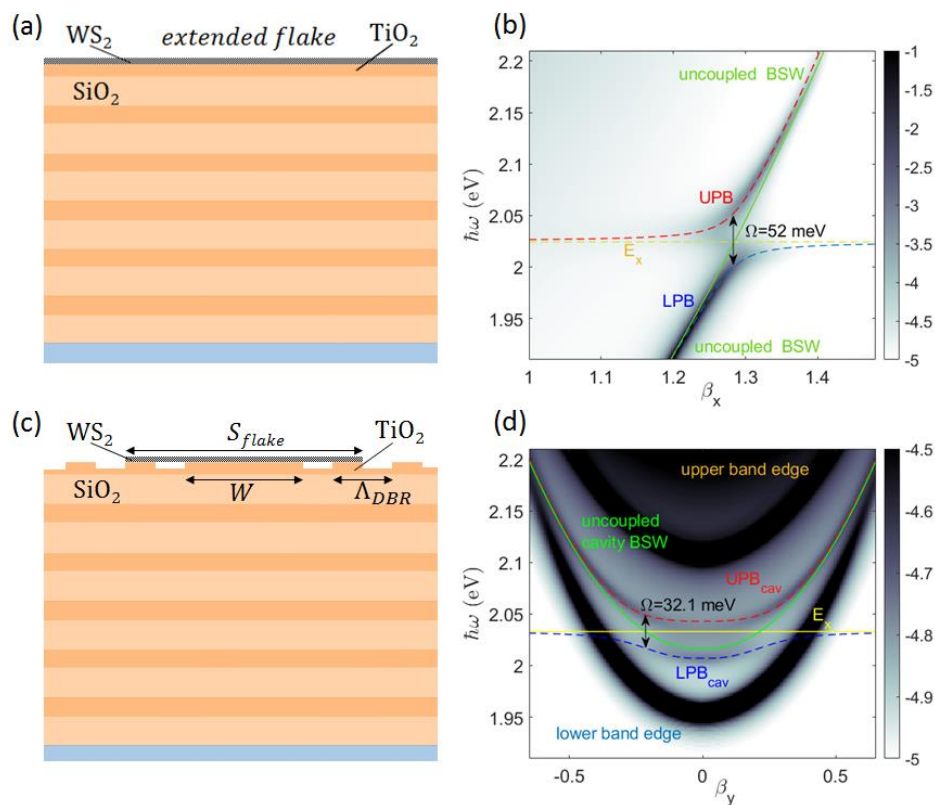 (a)
WS₂
extended flake
TiO₂
SiO₂
(b)
2.2
2.15
2.1
2.05
2
1.95
ħω (eV)
uncoupled BSW
UPB
Ω=52 meV
Eₓ
LPB
uncoupled BSW
1
1.1
1.2
1.3
1.4
βₓ
-1
-1.5
-2
-2.5
-3
-3.5
-4
-4.5
-5
(c)
WS₂
S_flake
TiO₂
SiO₂
W
Λ_DBR
(d)
2.2
2.15
2.1
2.05
2
1.95
ħω (eV)
upper band edge
uncoupled
cavity BSW
UPB_cav
Ω=32.1 meV
Eₓ
LPB_cav
lower band edge
-0.5
0
0.5
β_y
-4.5
-4.6
-4.7
-4.8
-4.9
-5